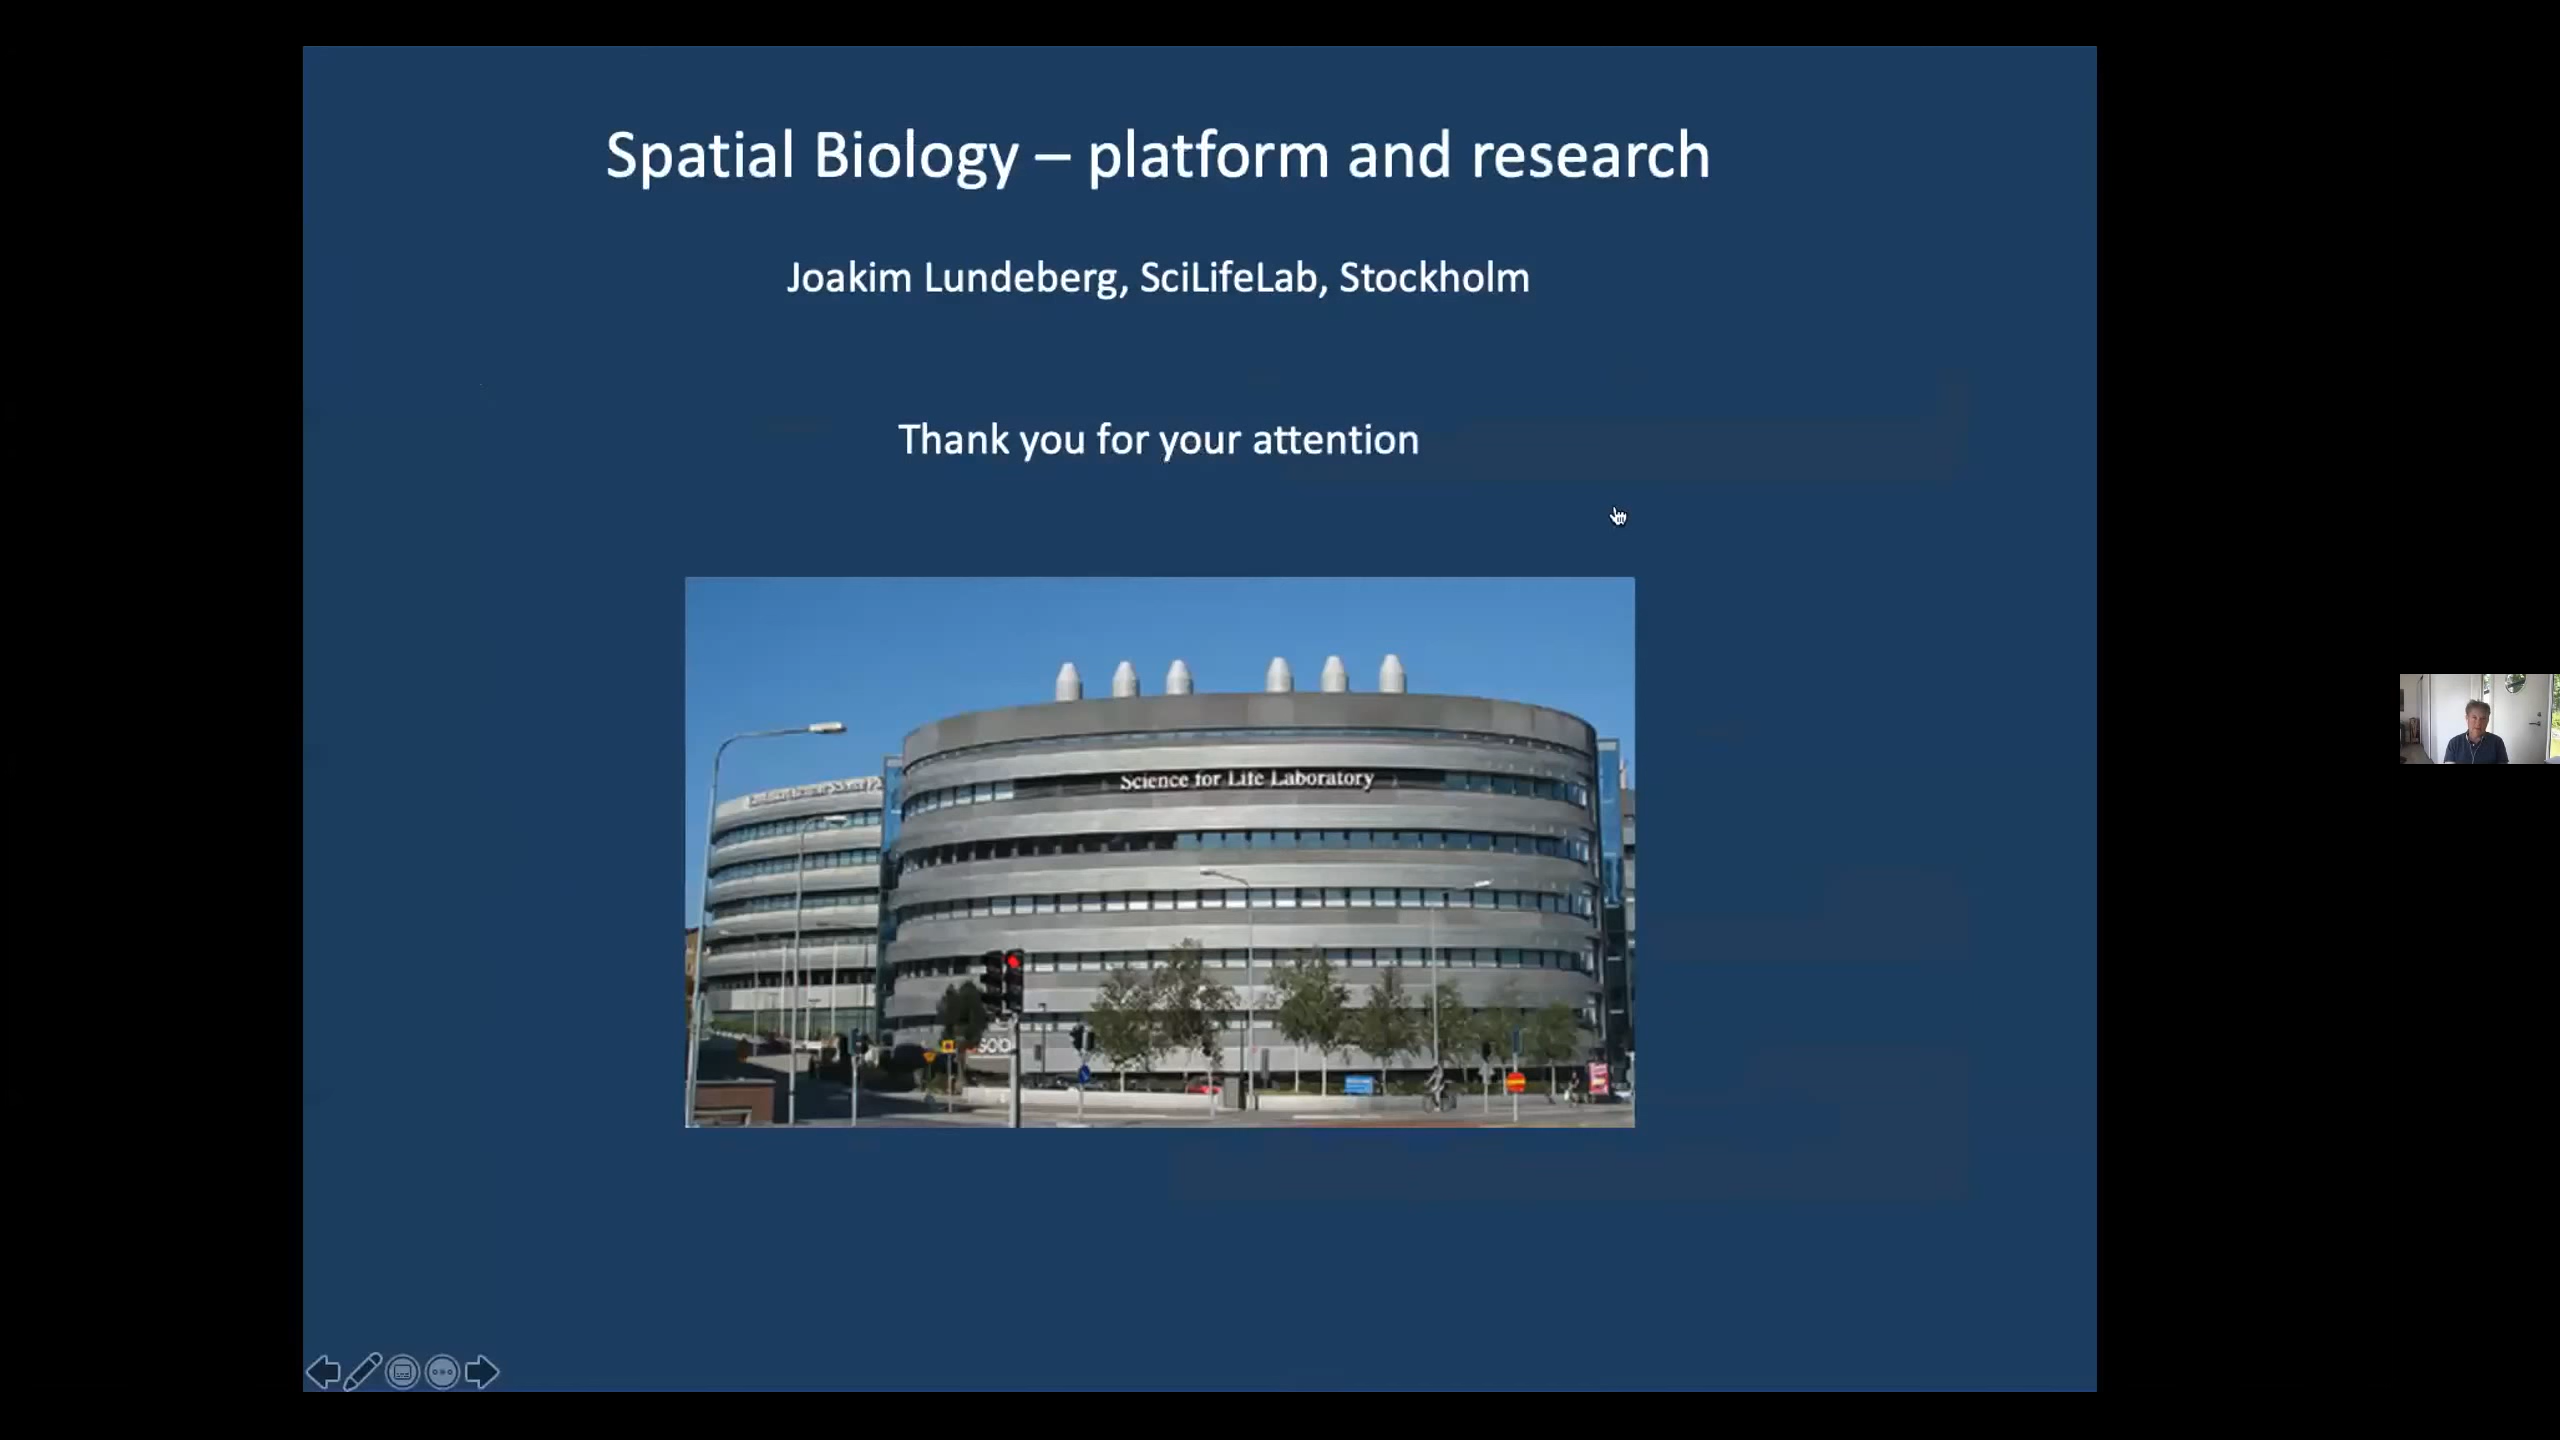 Spatial Biology – platform and research
Joakim Lundeberg, SciLifeLab, Stockholm
Thank you for your attention
Science for Life Laboratory